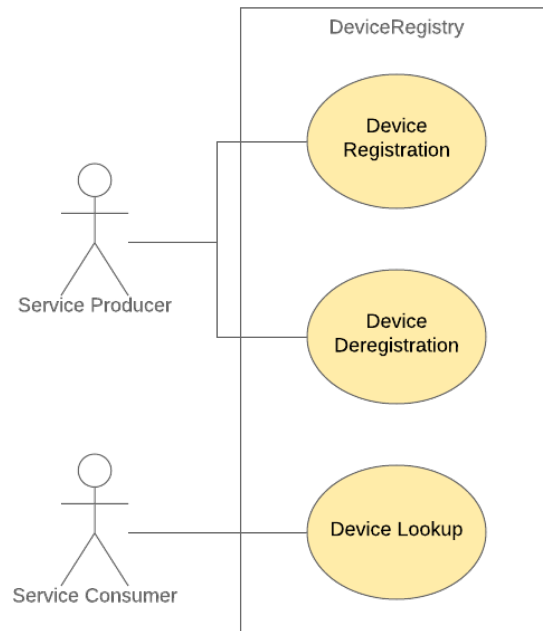 DeviceRegistry
Device
Registration
Service Producer
Device
Deregistration
Device Lookup
Service Consumer